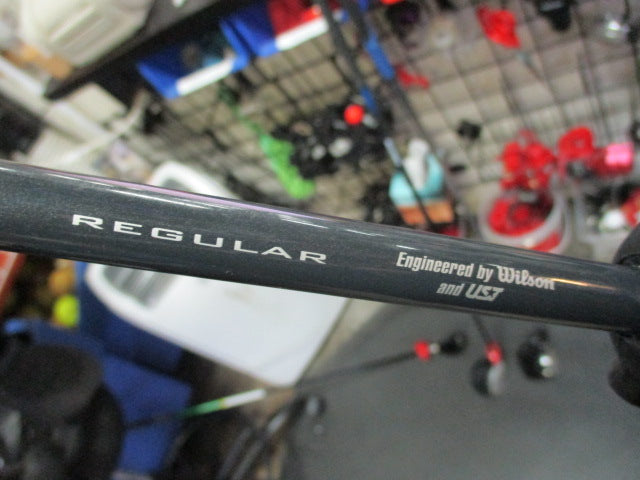 REGULAR
Engineered by Wilson
and UST